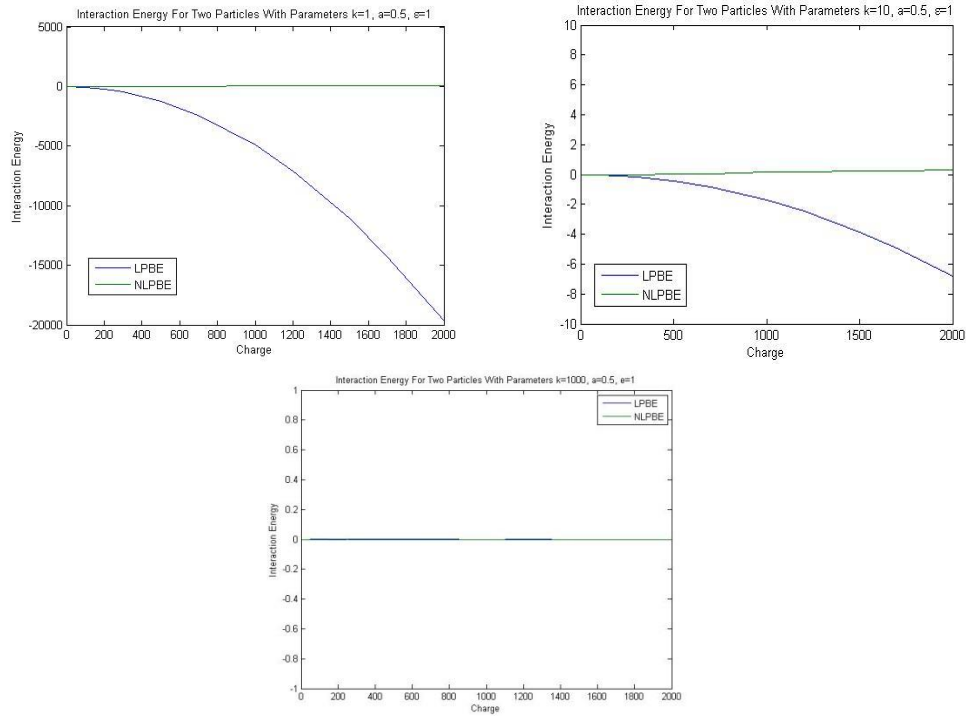 Interaction Energy For Two Particles With Parameters k=1, a=0.5, ε=1
5000
0
-5000
-10000
-15000
-20000
Interaction Energy
LPBE
NLPBE
0 200 400 600 800 1000 1200 1400 1600 1800 2000
Charge
Interaction Energy For Two Particles With Parameters k=10, a=0.5, ε=1
10
8
6
4
2
0
-2
-4
-6
-8
-10
Interaction Energy
LPBE
NLPBE
0 500 1000 1500 2000
Charge
Interaction Energy For Two Particles With Parameters k=1000, a=0.5, e=1
1
0.8
0.6
0.4
0.2
0
-0.2
-0.4
-0.6
-0.8
-1
Interaction Energy
LPBE
NLPBE
0 200 400 600 800 1000 1200 1400 1600 1800 2000
Charge